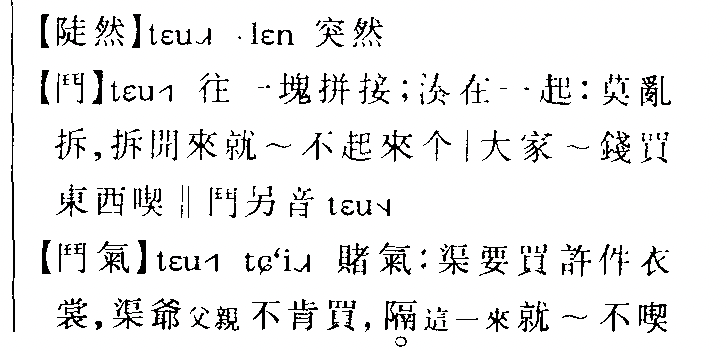 【陡然】tɛu˩ ·lɛn 突然
【鬥】tɛu˧ 往一塊拼接；湊在一起：莫亂
拆，拆開來就～不起來个｜大家～錢買
東西喫‖鬥另音 tɛu˨
【鬥氣】tɛu˧ tɕʻi˩ 賭氣：渠要買許件衣
裳，渠爺父親不肯買，隔這一來就～不喫